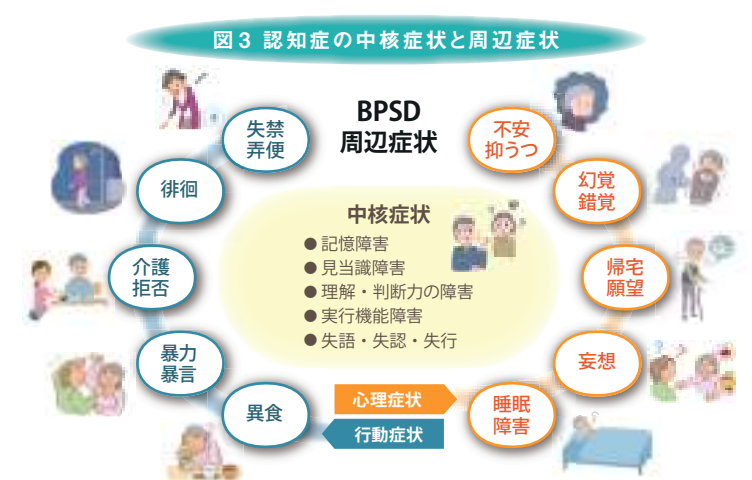 図3 認知症の中核症状と周辺症状
BPSD
周辺症状
失禁
弄便
徘徊
介護
拒否
暴力
暴言
異食
不安
抑うつ
幻覚
錯覚
帰宅
願望
妄想
睡眠
障害
中核症状
● 記憶障害
● 見当識障害
● 理解・判断力の障害
● 実行機能障害
● 失語・失認・失行
心理症状
行動症状